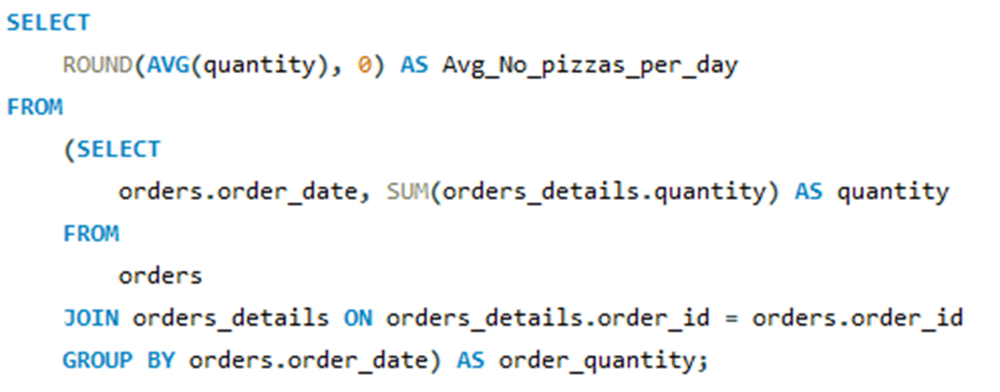 SELECT
ROUND(AVG(quantity), 0) AS Avg_No_pizzas_per_day
FROM
(SELECT
orders.order_date, SUM(orders_details.quantity) AS quantity
FROM
orders
JOIN orders_details ON orders_details.order_id = orders.order_id
GROUP BY orders.order_date) AS order_quantity;